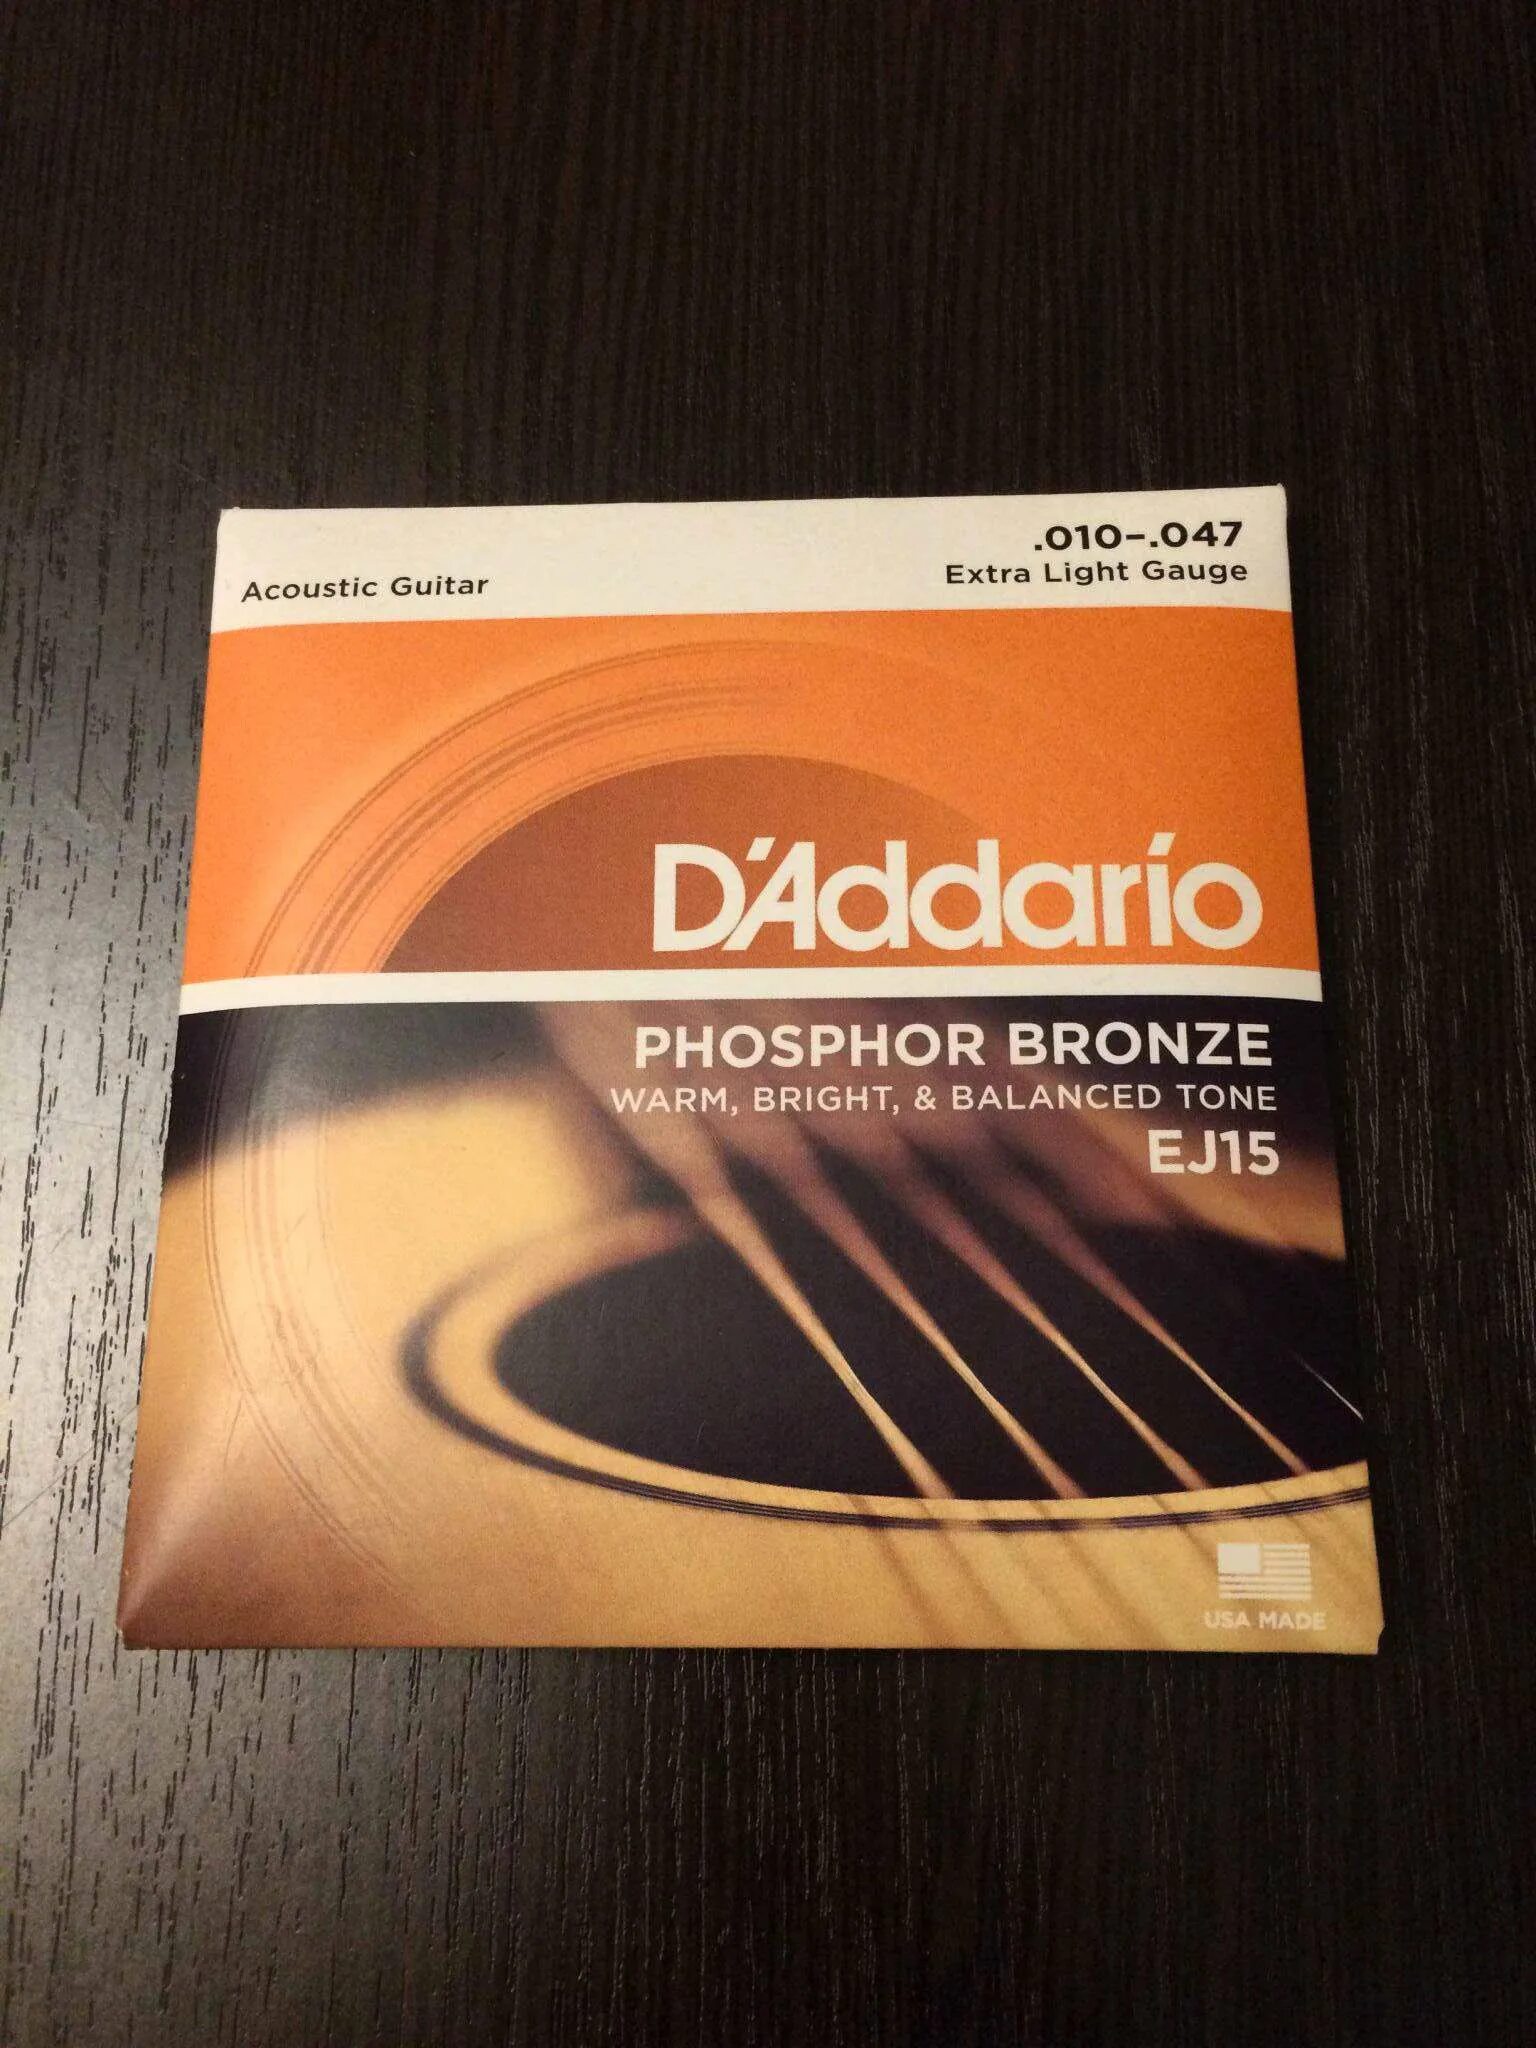 .010–.047
Acoustic Guitar
Extra Light Gauge
D'Addario
PHOSPHOR BRONZE
WARM, BRIGHT, & BALANCED TONE
EJ15
USA MADE